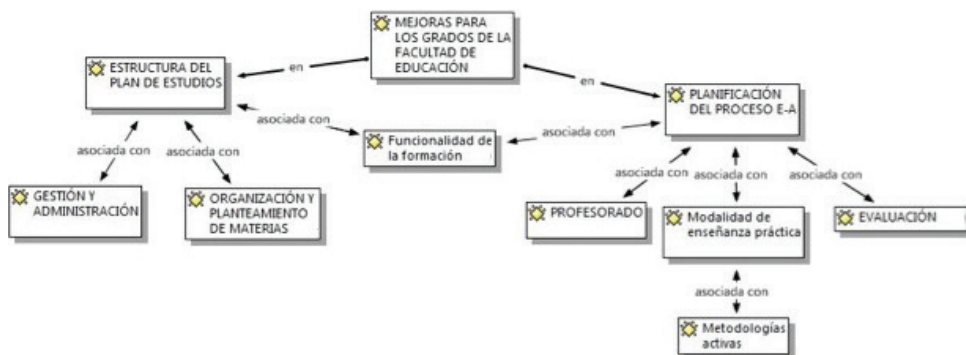 MEJORAS PARA
LOS GRADOS DE LA
FACULTAD DE
EDUCACIÓN
en
en
ESTRUCTURA DEL
PLAN DE ESTUDIOS
PLANIFICACIÓN
DEL PROCESO E-A
asociada con
asociada con
Funcionalidad de
la formación
asociada con
asociada con
asociada con
asociada con
asociada con
GESTIÓN Y
ADMINISTRACIÓN
ORGANIZACIÓN Y
PLANTEAMIENTO
DE MATERIAS
PROFESORADO
Modalidad de
enseñanza práctica
EVALUACIÓN
asociada con
Metodologías
activas